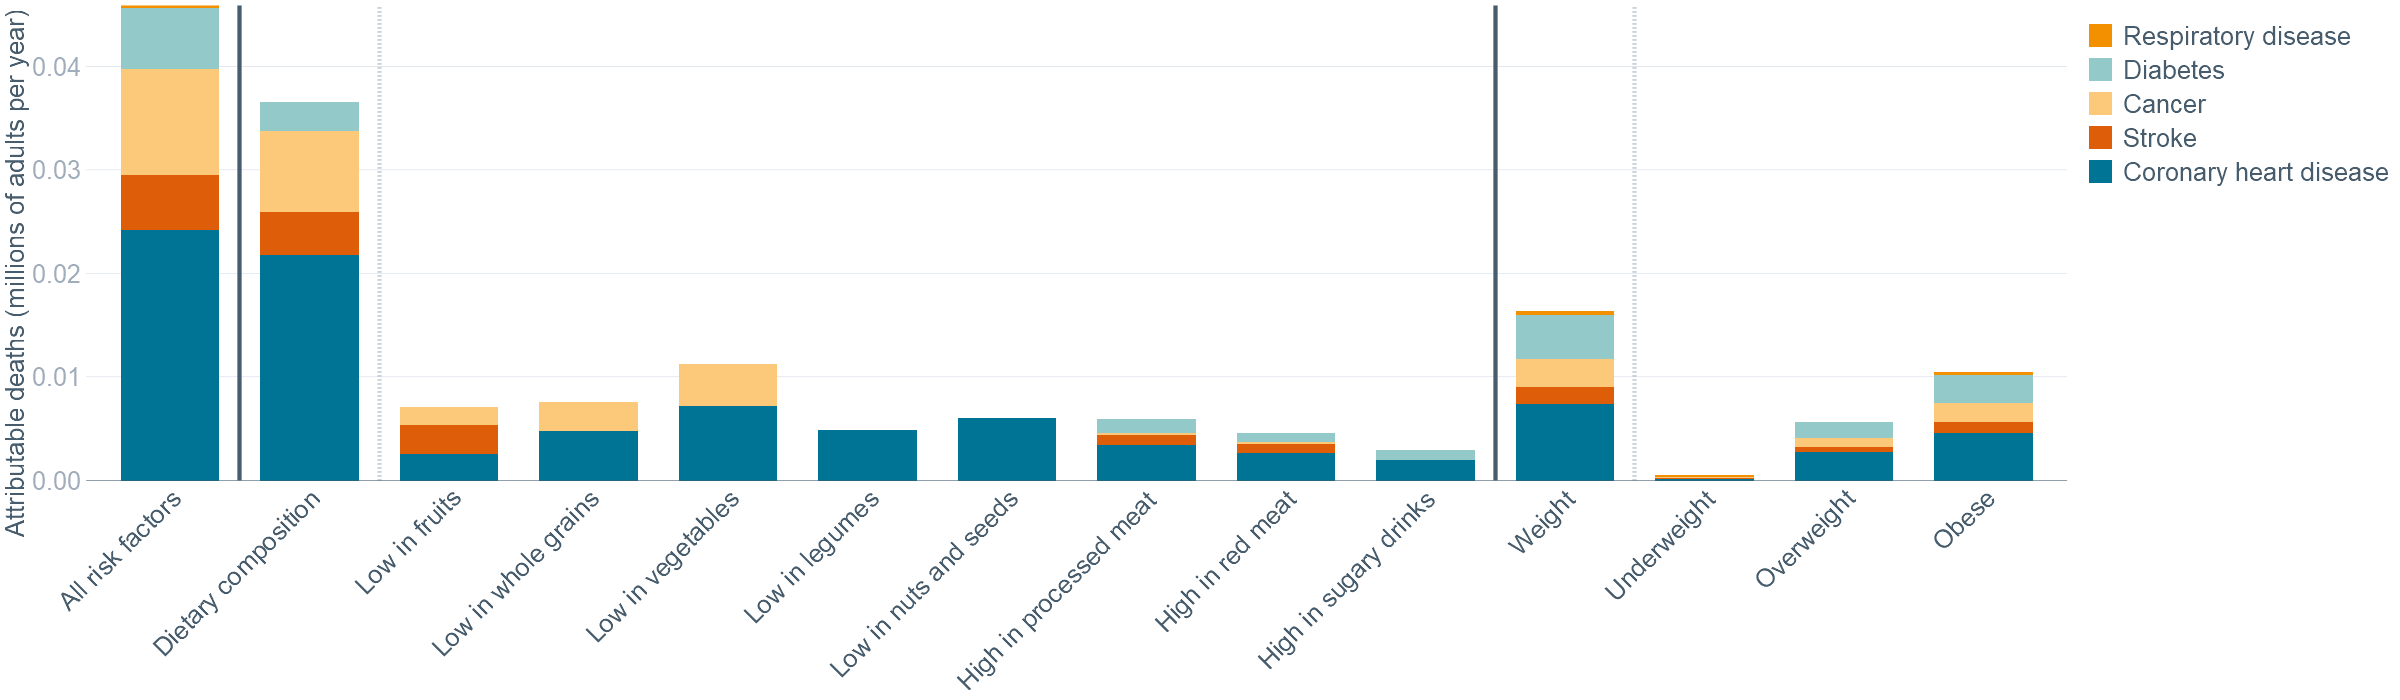 Attributable deaths (millions of adults per year)
0.04
0.03
0.02
0.01
0.00
All risk factors
Dietary composition
Low in fruits
Low in whole grains
Low in vegetables
Low in legumes
Low in nuts and seeds
High in processed meat
High in red meat
High in sugary drinks
Weight
Underweight
Overweight
Obese
Respiratory disease
Diabetes
Cancer
Stroke
Coronary heart disease